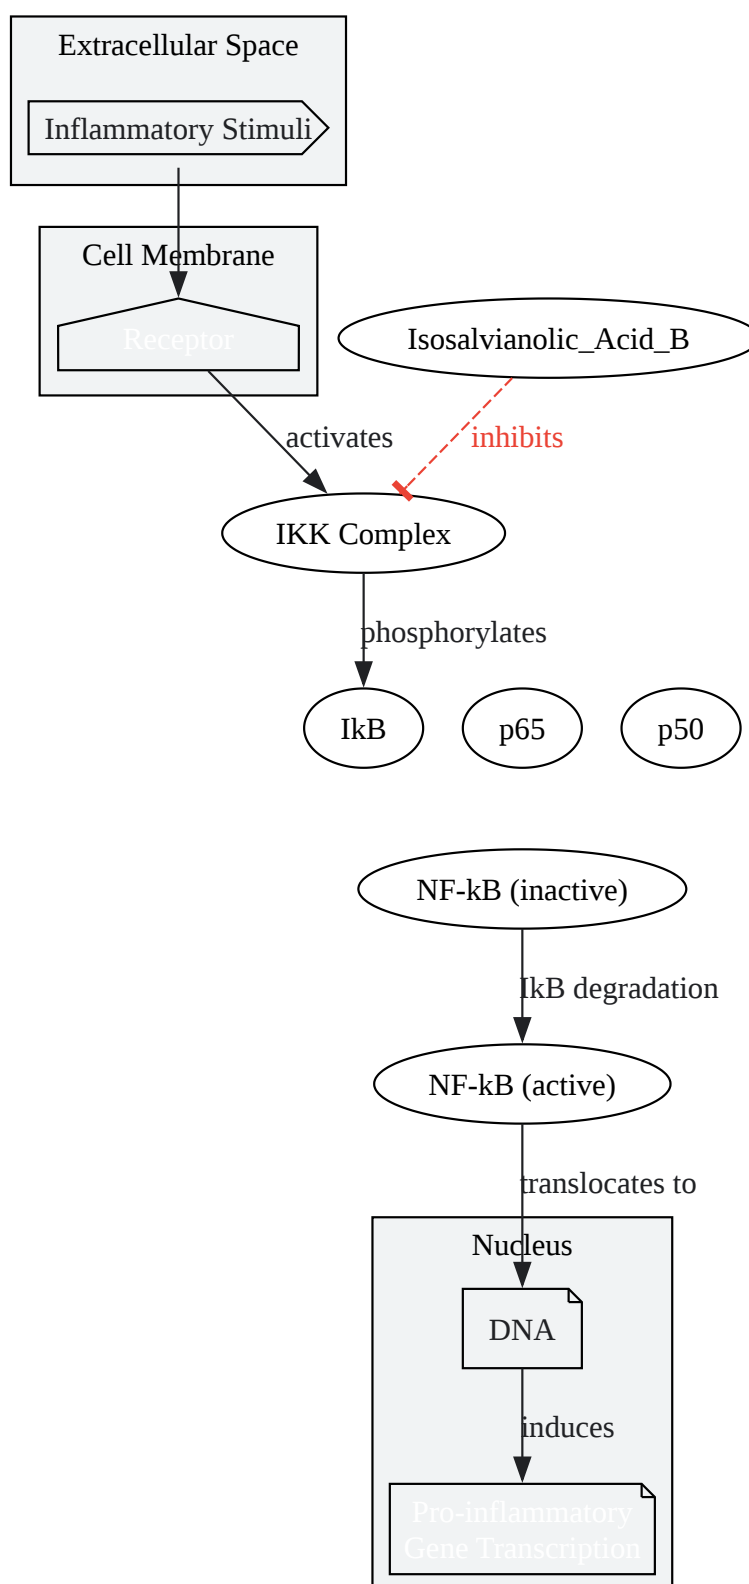 Extracellular Space
Inflammatory Stimuli
Cell Membrane
Receptor
Isosalvianolic_Acid_B
activates
inhibits
IKK Complex
phosphorylates
IkB
p65
p50
NF-kB (inactive)
IkB degradation
NF-kB (active)
translocates to
Nucleus
DNA
induces
Pro-inflammatory
Gene Transcription